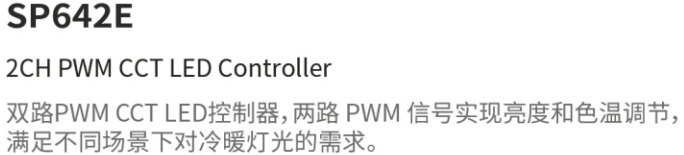 SP642E
2CH PWM CCT LED Controller
双路PWM CCT LED控制器，两路 PWM 信号实现亮度和色温调节，
满足不同场景下对冷暖灯光的需求。